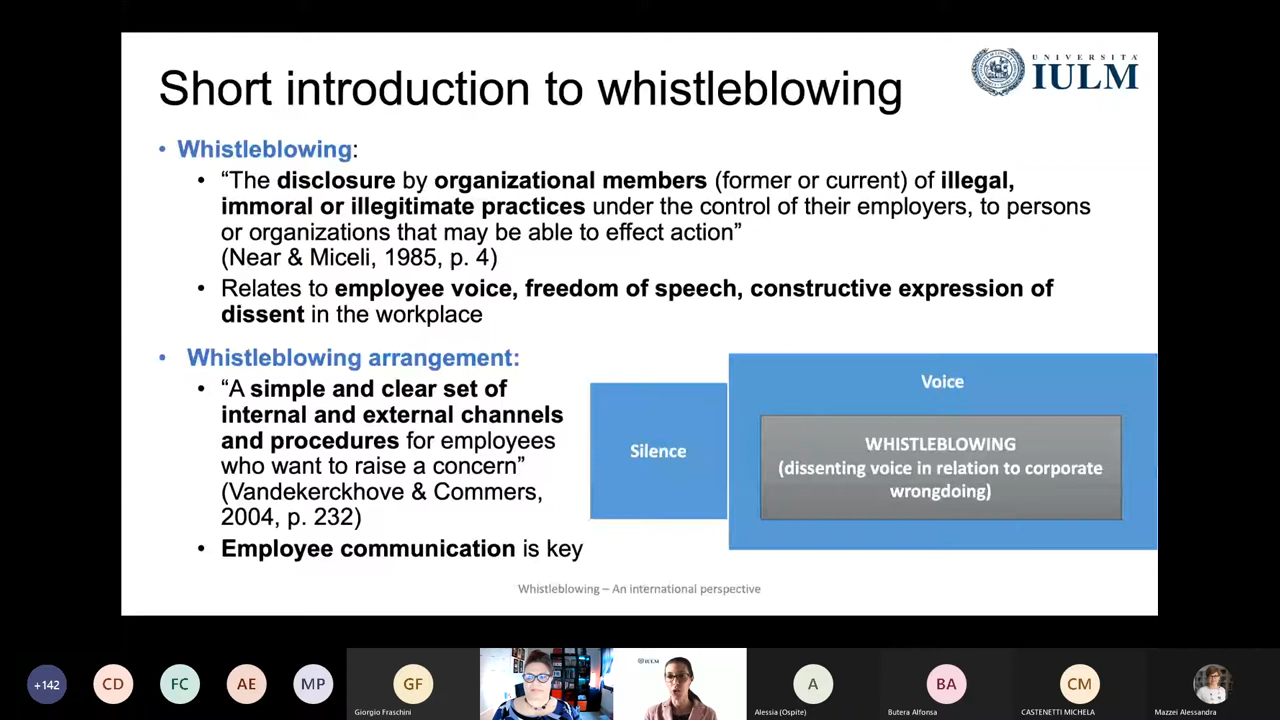 Short introduction to whistleblowing
UNIVERSITÀ
IULM
• Whistleblowing:
• “The disclosure by organizational members (former or current) of illegal,
immoral or illegitimate practices under the control of their employers, to persons
or organizations that may be able to effect action”
(Near & Miceli, 1985, p. 4)
• Relates to employee voice, freedom of speech, constructive expression of
dissent in the workplace
• Whistleblowing arrangement:
• “A simple and clear set of
internal and external channels
and procedures for employees
who want to raise a concern”
(Vandekerckhove & Commers,
2004, p. 232)
• Employee communication is key
Silence
Voice
WHISTLEBLOWING
(dissenting voice in relation to corporate
wrongdoing)
Whistleblowing – An international perspective
+142
CD
FC
AE
MP
GF
Giorgio Fraschini
IULM
A
Alessia (Ospite)
BA
Butera Alfonsa
CM
CASTENETTI MICHELA
Mazzei Alessandra